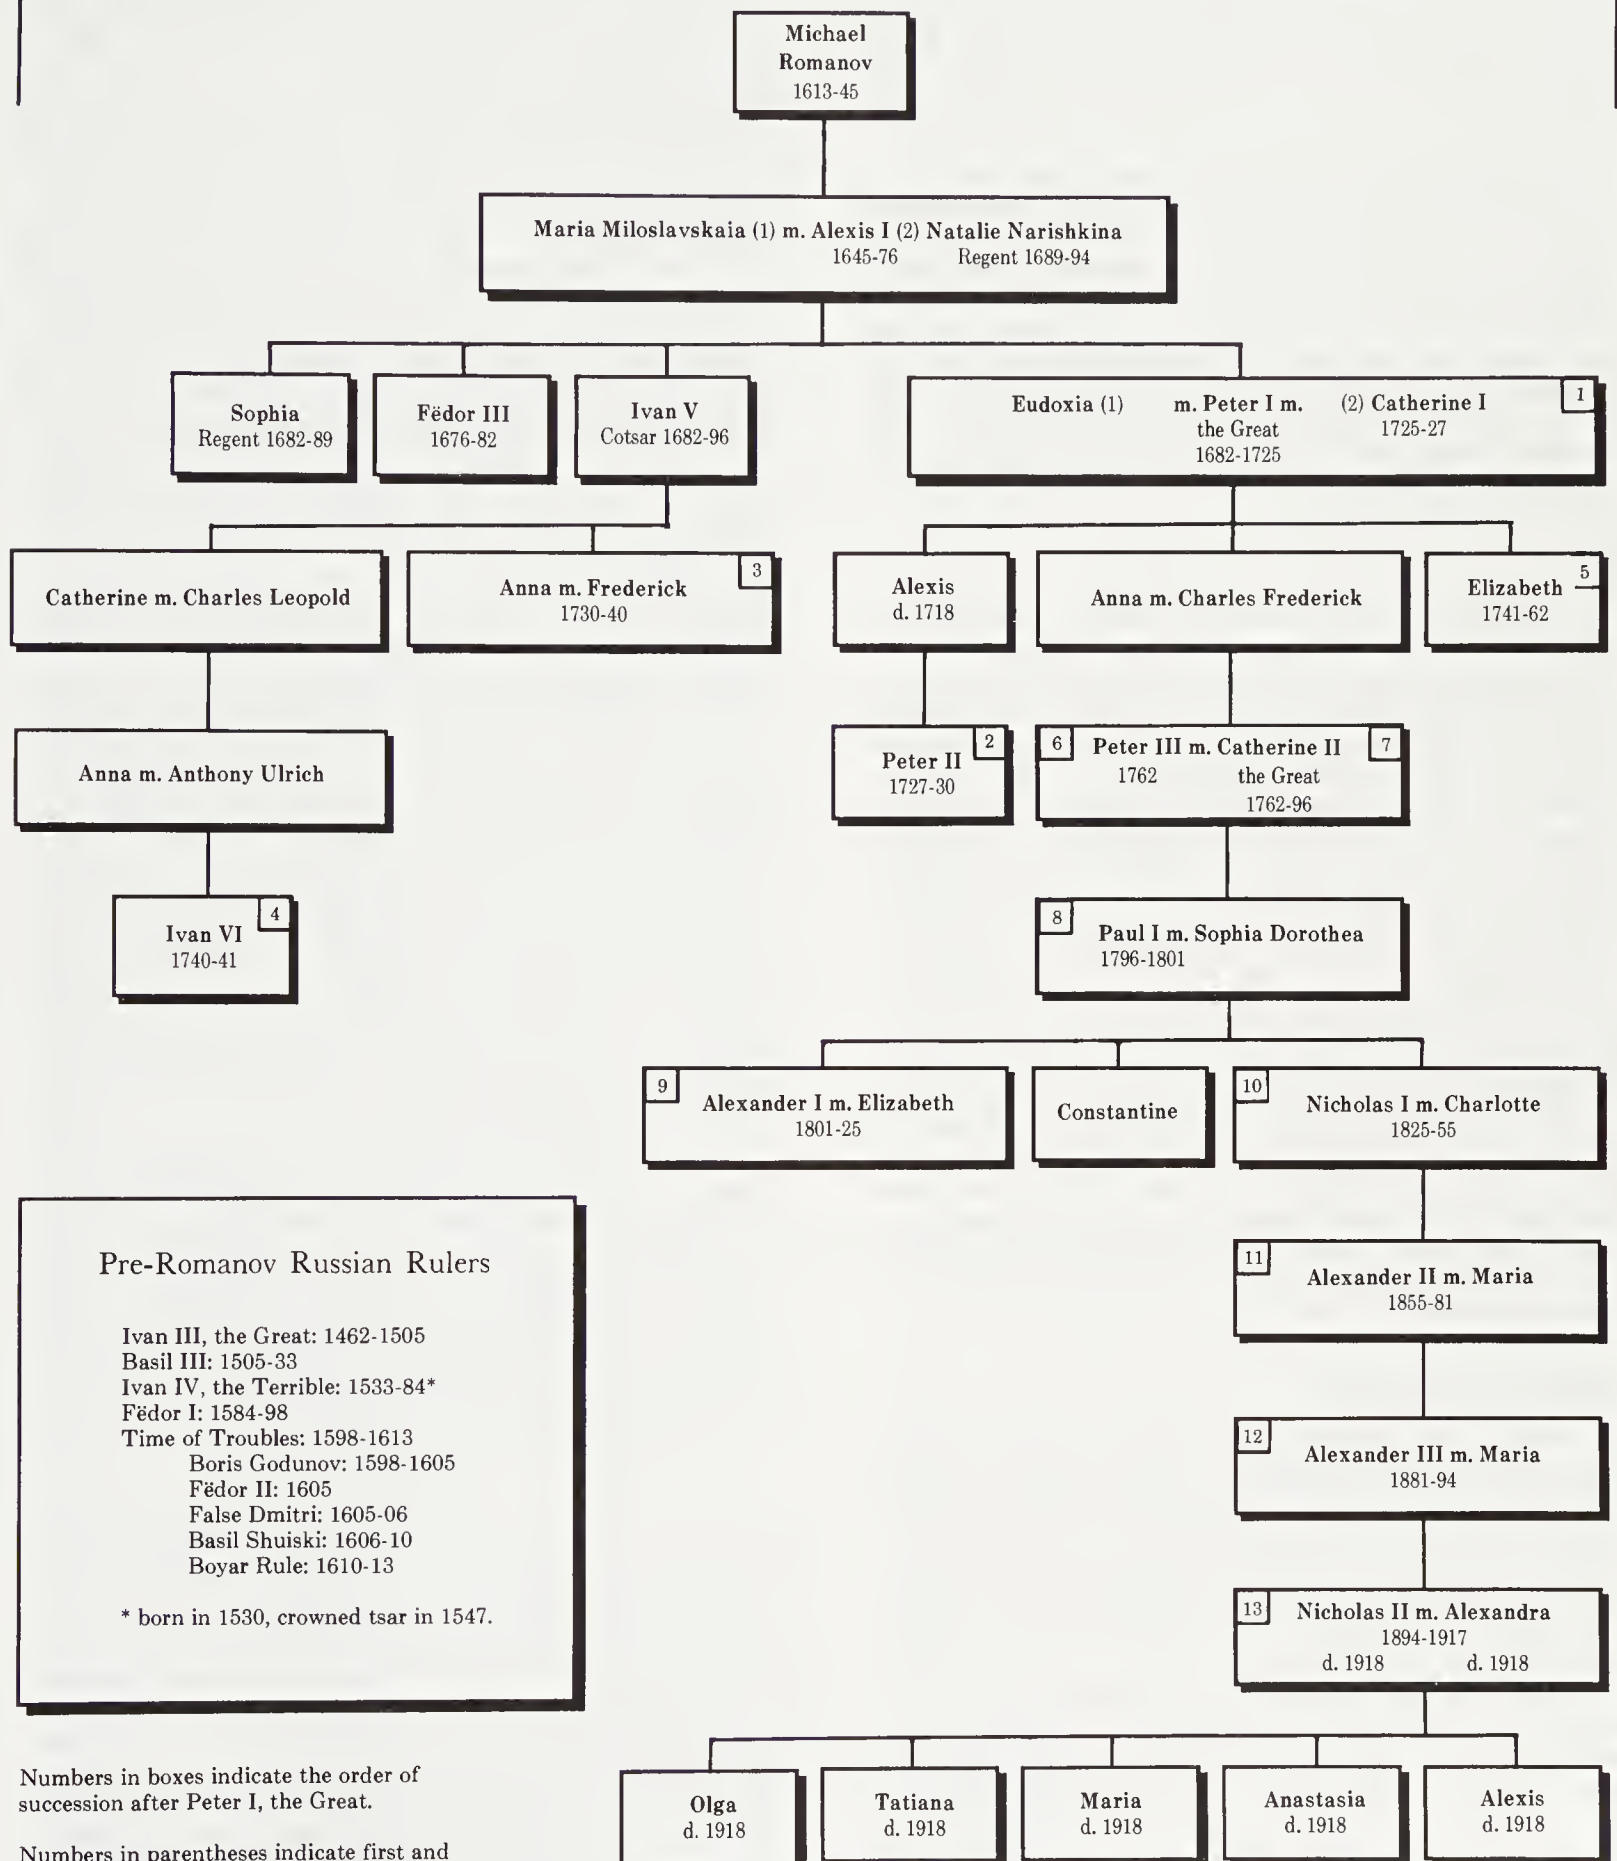 Michael
Romanov
1613-45
Maria Miloslavskaia (1) m. Alexis I (2) Natalie Narishkina
1645-76 Regent 1689-94
Sophia
Regent 1682-89
Fëdor III
1676-82
Ivan V
Cotsar 1682-96
1
Eudoxia (1) m. Peter I m. (2) Catherine I
the Great 1725-27
1682-1725
Catherine m. Charles Leopold
3
Anna m. Frederick
1730-40
Alexis
d. 1718
Anna m. Charles Frederick
5
Elizabeth
1741-62
Anna m. Anthony Ulrich
2
Peter II
1727-30
6 Peter III m. Catherine II 7
1762 the Great
1762-96
4
Ivan VI
1740-41
8
Paul I m. Sophia Dorothea
1796-1801
9
Alexander I m. Elizabeth
1801-25
Constantine
10
Nicholas I m. Charlotte
1825-55
11
Alexander II m. Maria
1855-81
12
Alexander III m. Maria
1881-94
13 Nicholas II m. Alexandra
1894-1917
d. 1918 d. 1918
Olga
d. 1918
Tatiana
d. 1918
Maria
d. 1918
Anastasia
d. 1918
Alexis
d. 1918
Pre-Romanov Russian Rulers
Ivan III, the Great: 1462-1505
Basil III: 1505-33
Ivan IV, the Terrible: 1533-84*
Fëdor I: 1584-98
Time of Troubles: 1598-1613
Boris Godunov: 1598-1605
Fëdor II: 1605
False Dmitri: 1605-06
Basil Shuiski: 1606-10
Boyar Rule: 1610-13
* born in 1530, crowned tsar in 1547.
Numbers in boxes indicate the order of
succession after Peter I, the Great.
Numbers in parentheses indicate first and